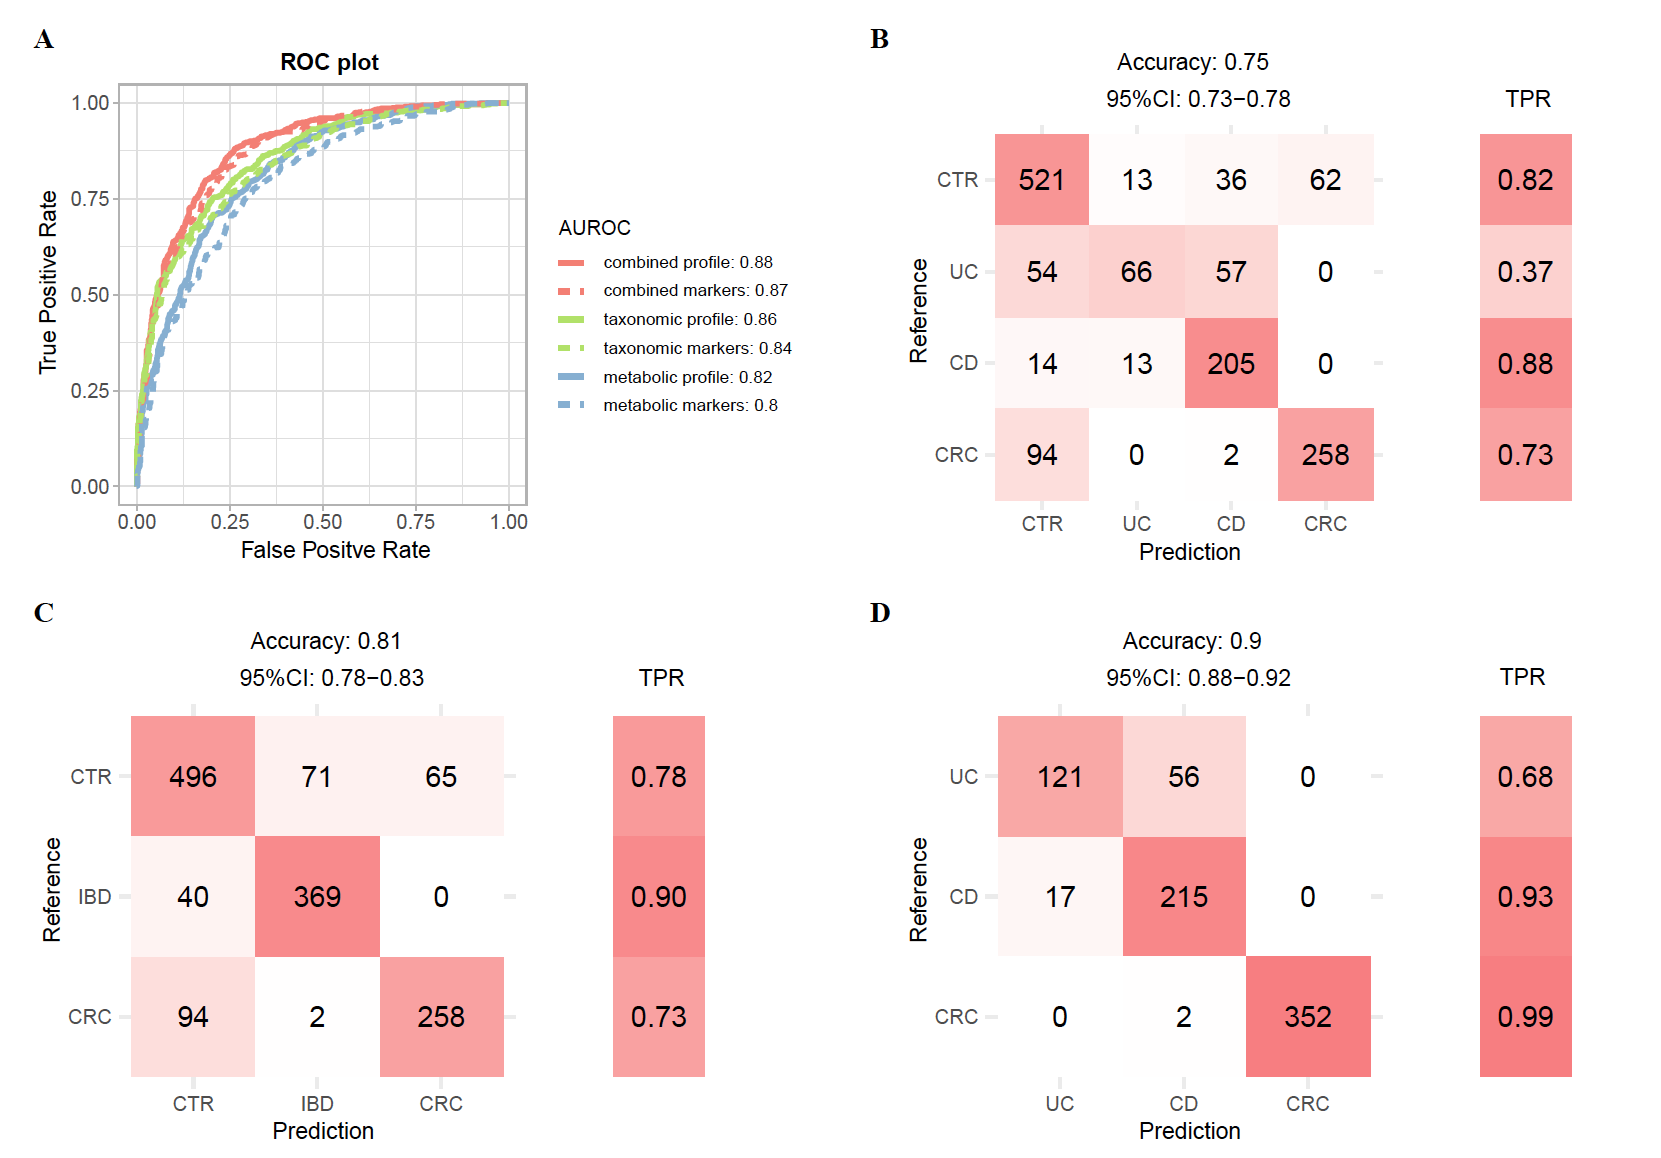 A
ROC plot
1.00
0.75
0.50
0.25
0.00
True Positive Rate
0.00 0.25 0.50 0.75 1.00
False Positve Rate
AUROC
combined profile: 0.88
combined markers: 0.87
taxonomic profile: 0.86
taxonomic markers: 0.84
metabolic profile: 0.82
metabolic markers: 0.8
B
Accuracy: 0.75
95%CI: 0.73−0.78 TPR
Reference
CTR 521 13 36 62 0.82
UC 54 66 57 0 0.37
CD 14 13 205 0 0.88
CRC 94 0 2 258 0.73
CTR UC CD CRC
Prediction
C
Accuracy: 0.81
95%CI: 0.78−0.83 TPR
Reference
CTR 496 71 65 0.78
IBD 40 369 0 0.90
CRC 94 2 258 0.73
CTR IBD CRC
Prediction
D
Accuracy: 0.9
95%CI: 0.88−0.92 TPR
Reference
UC 121 56 0 0.68
CD 17 215 0 0.93
CRC 0 2 352 0.99
UC CD CRC
Prediction